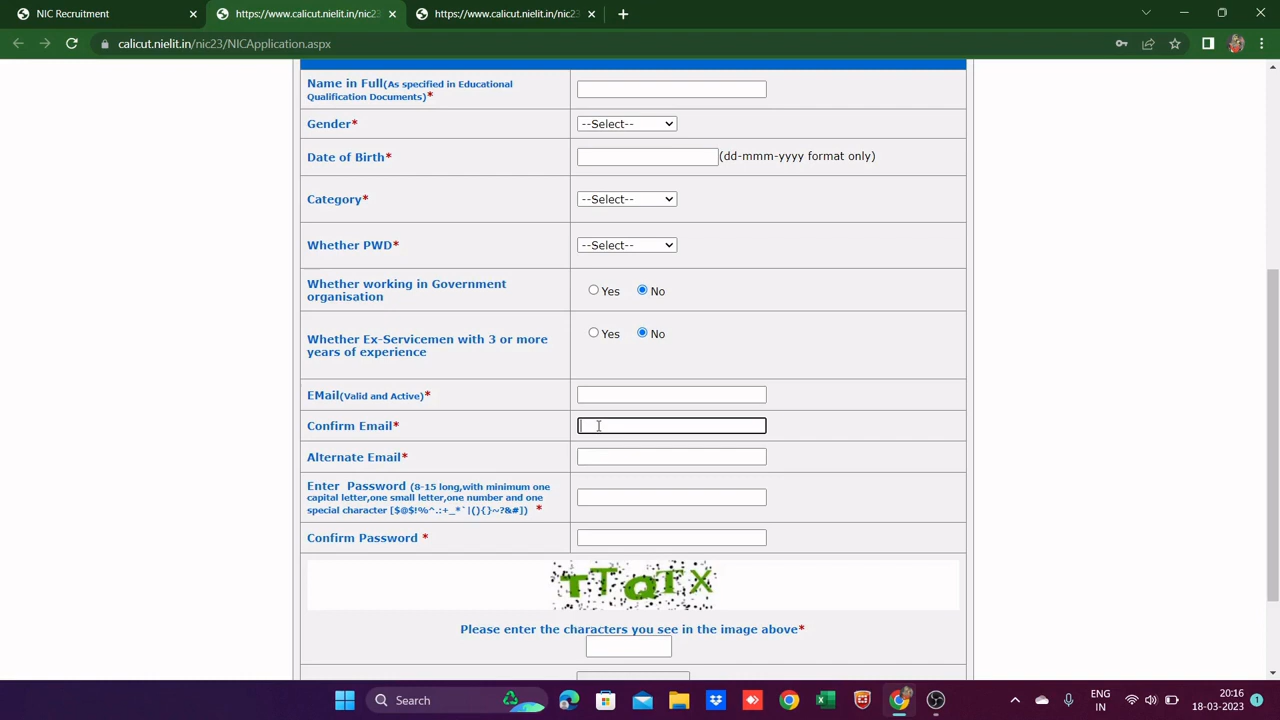 NIC Recruitment
https://www.calicut.nielit.in/nic23
https://www.calicut.nielit.in/nic23
calicut.nielit.in/nic23/NICApplication.aspx
Name in Full(As specified in Educational
Qualification Documents)*
Gender*
--Select--
Date of Birth*
(dd-mmm-yyyy format only)
Category*
--Select--
Whether PWD*
--Select--
Whether working in Government
organisation
Yes No
Whether Ex-Servicemen with 3 or more
years of experience
Yes No
EMail(Valid and Active)*
Confirm Email*
Alternate Email*
Enter Password (8-15 long,with minimum one
capital letter,one small letter,one number and one
special character [$@$!%^.:+_*`|(){}~?&#]) *
Confirm Password *
TTQTX
Please enter the characters you see in the image above*
Search
ENG
IN
20:16
18-03-2023
1